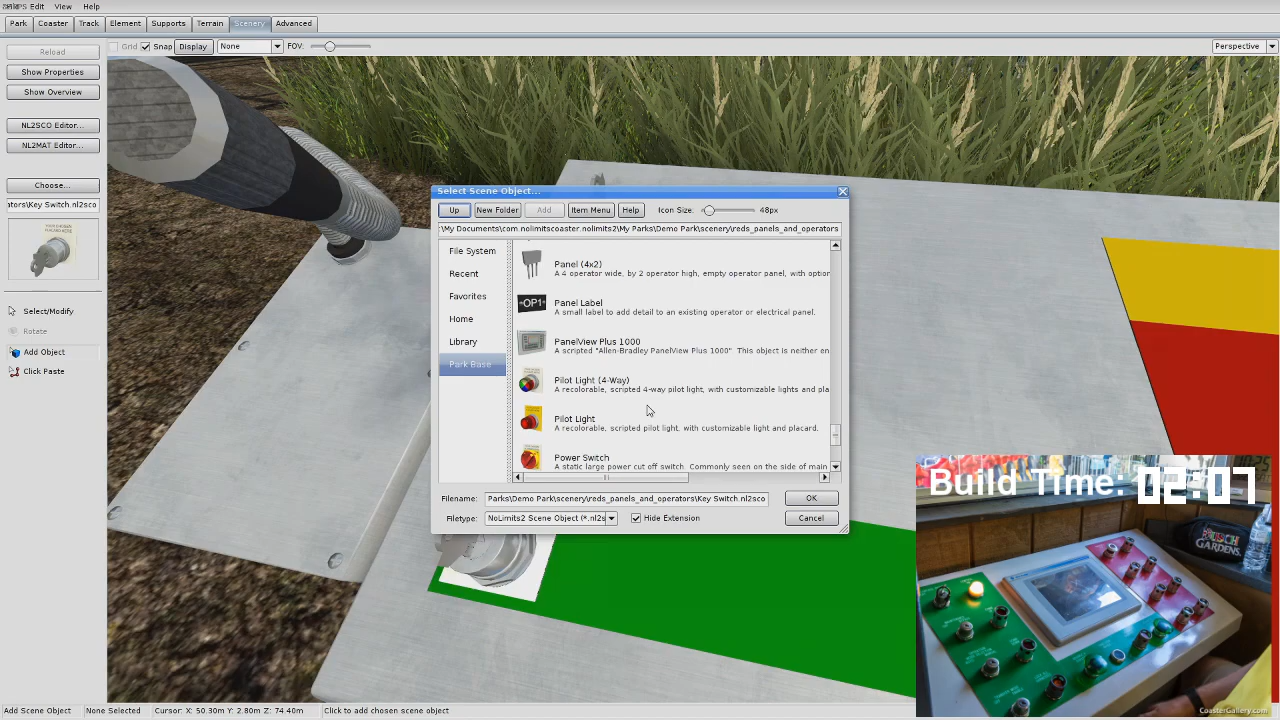 Edit View Help
Park Coaster Track Element Supports Terrain Scenery Advanced
Reload
Grid Snap Display None FOV: Perspective
Show Properties
Show Overview
NL2SCO Editor...
NL2MAT Editor...
Choose...
ators\Key Switch.nl2sco
Select/Modify
Rotate
Add Object
Click Paste
Select Scene Object...
Up New Folder Add Item Menu Help Icon Size: 48px
:\My Documents\com.nolimitscoaster.nolimits2\My Parks\Demo Park\scenery\reds_panels_and_operators
File System
Recent
Favorites
Home
Library
Park Base
Panel (4x2)
A 4 operator wide, by 2 operator high, empty operator panel, with option
Panel Label
A small label to add detail to an existing operator or electrical panel.
PanelView Plus 1000
A scripted "Allen-Bradley PanelView Plus 1000" This object is neither en
Pilot Light (4-Way)
A recolorable, scripted 4-way pilot light, with customizable lights and pla
Pilot Light
A recolorable, scripted pilot light, with customizable light and placard.
Power Switch
A static large power cut off switch. Commonly seen on the side of main
Filename: Parks\Demo Park\scenery\reds_panels_and_operators\Key Switch.nl2sco OK
Filetype: NoLimits2 Scene Object (*.nl2s Hide Extension Cancel
Build Time: 02:07
BUSCH
GARDENS
CoasterGallery.com
Add Scene Object None Selected Cursor: X: 50.30m Y: 2.80m Z: 74.40m Click to add chosen scene object